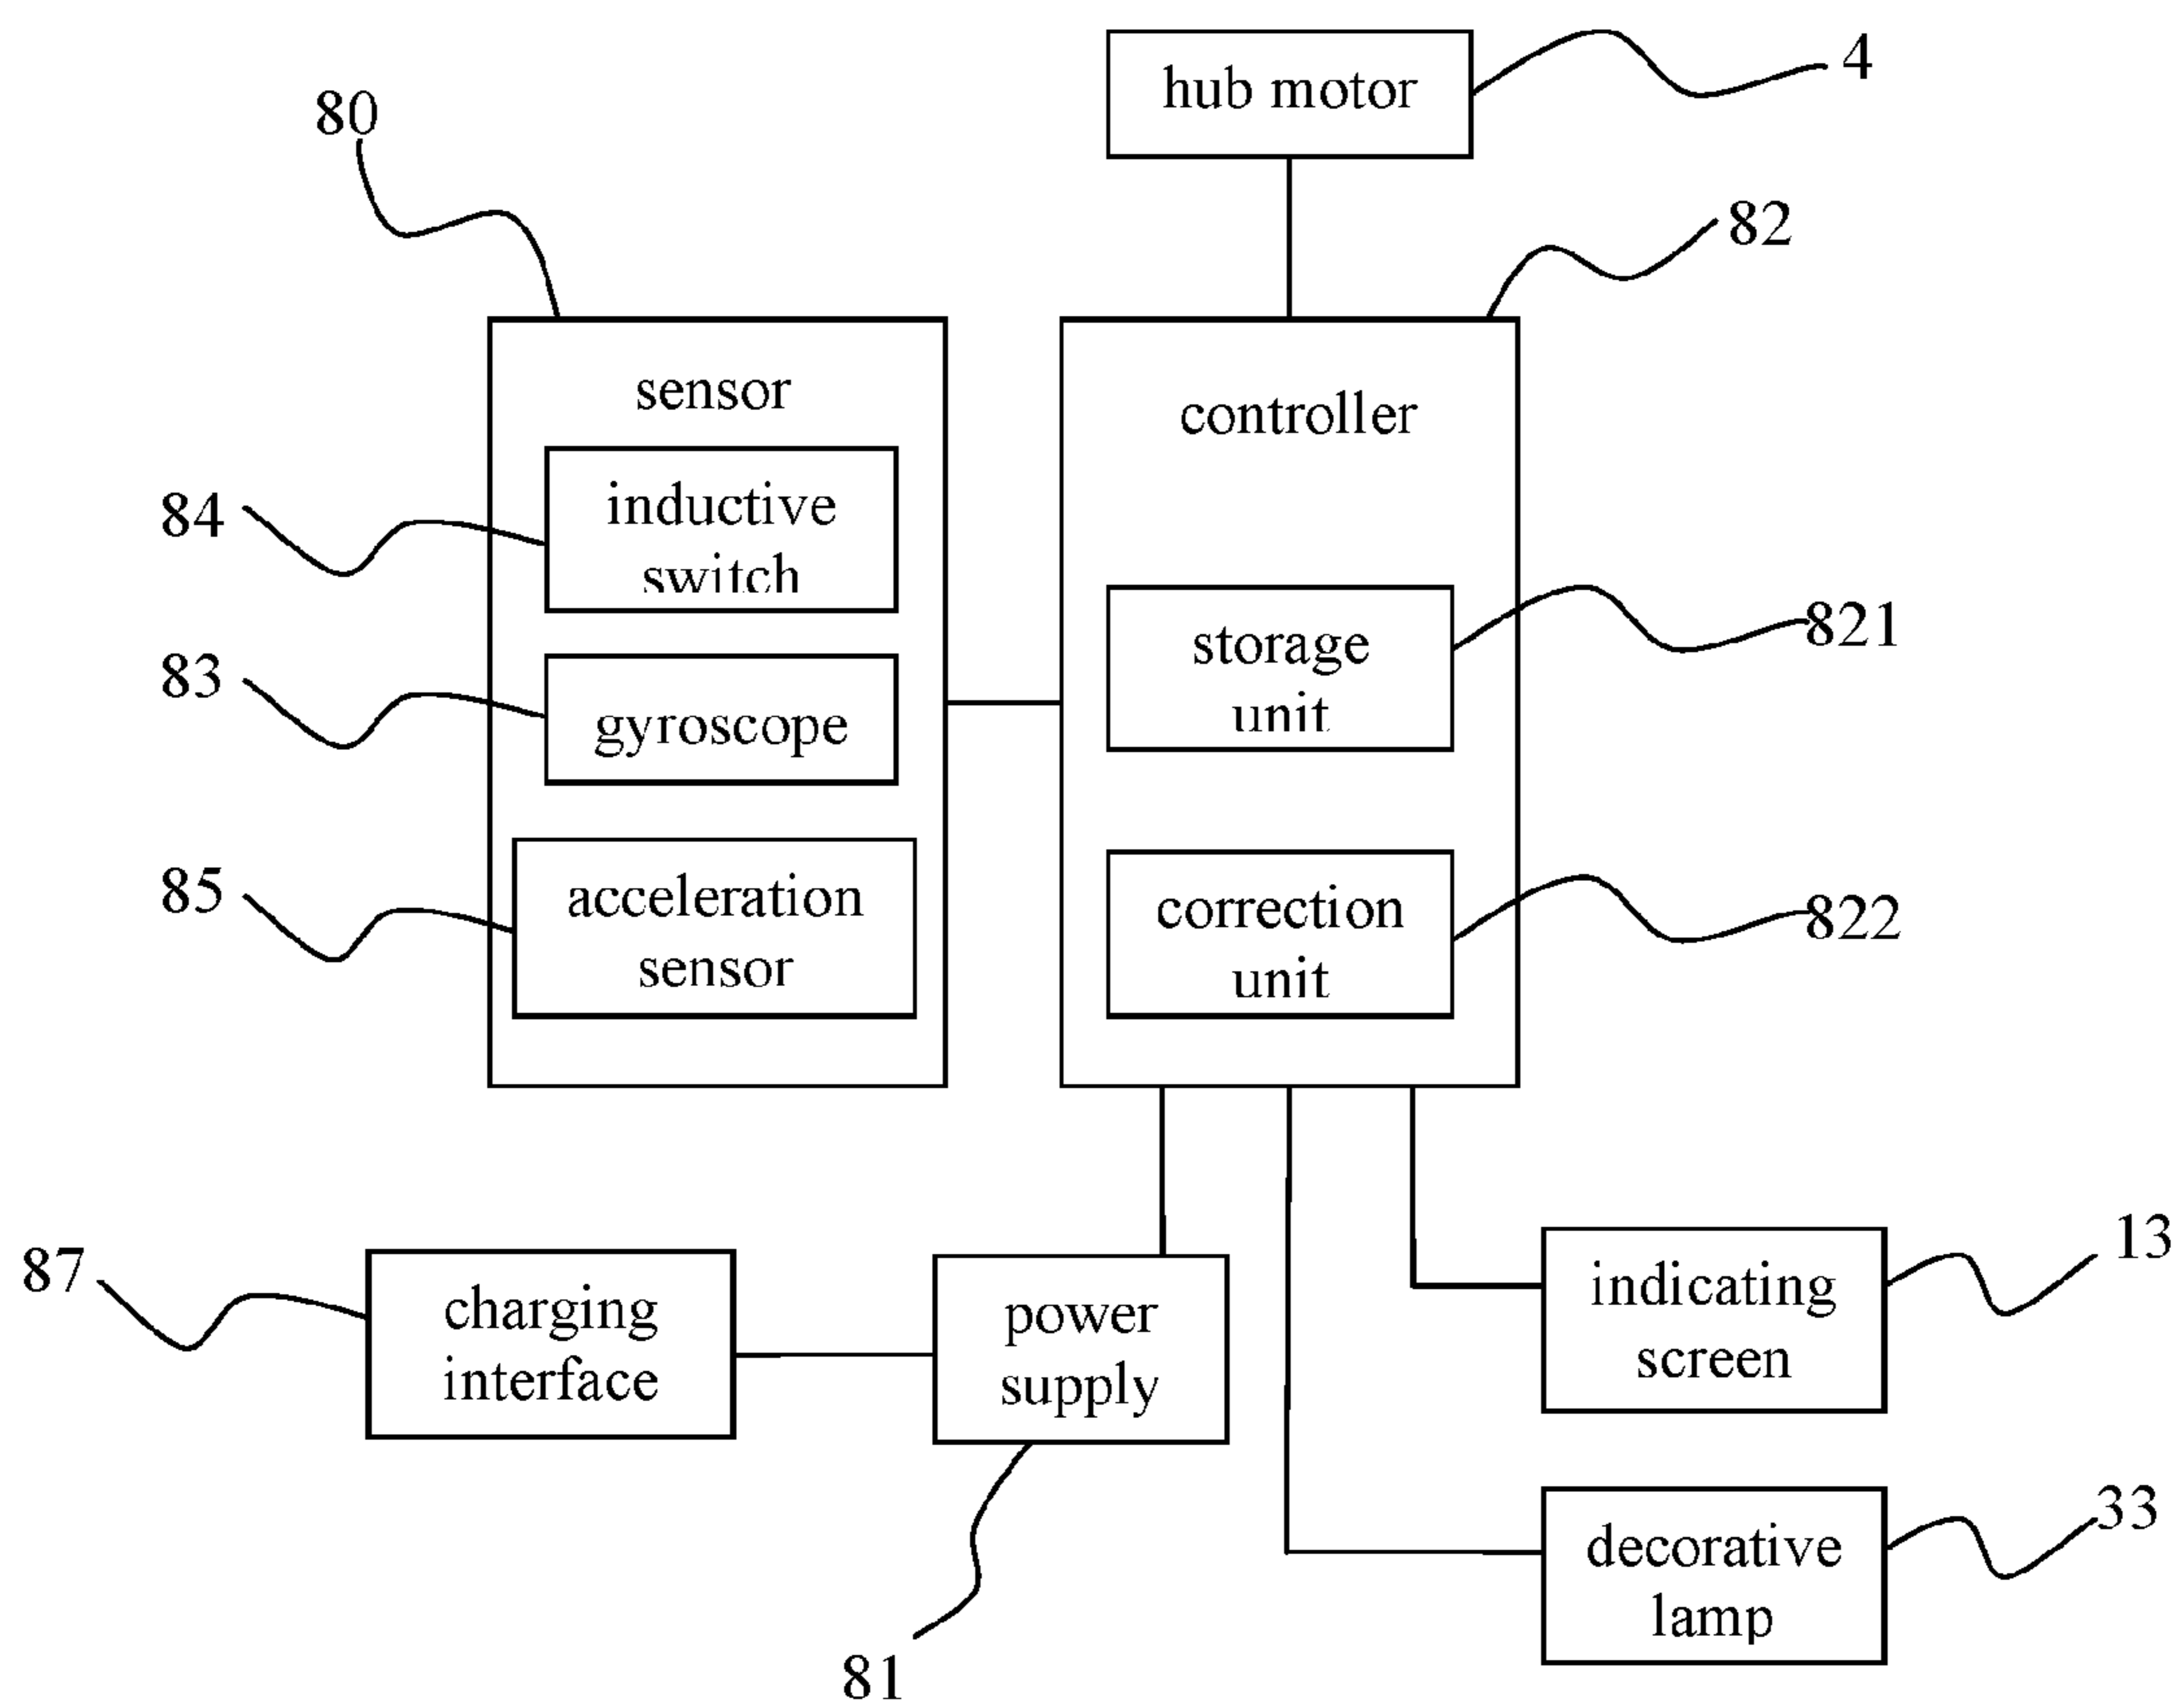 hub motor
4
80
82
sensor
controller
inductive
switch
84
storage
unit
821
83
gyroscope
85
acceleration
sensor
correction
unit
822
87
charging
interface
power
supply
indicating
screen
13
decorative
lamp
33
81